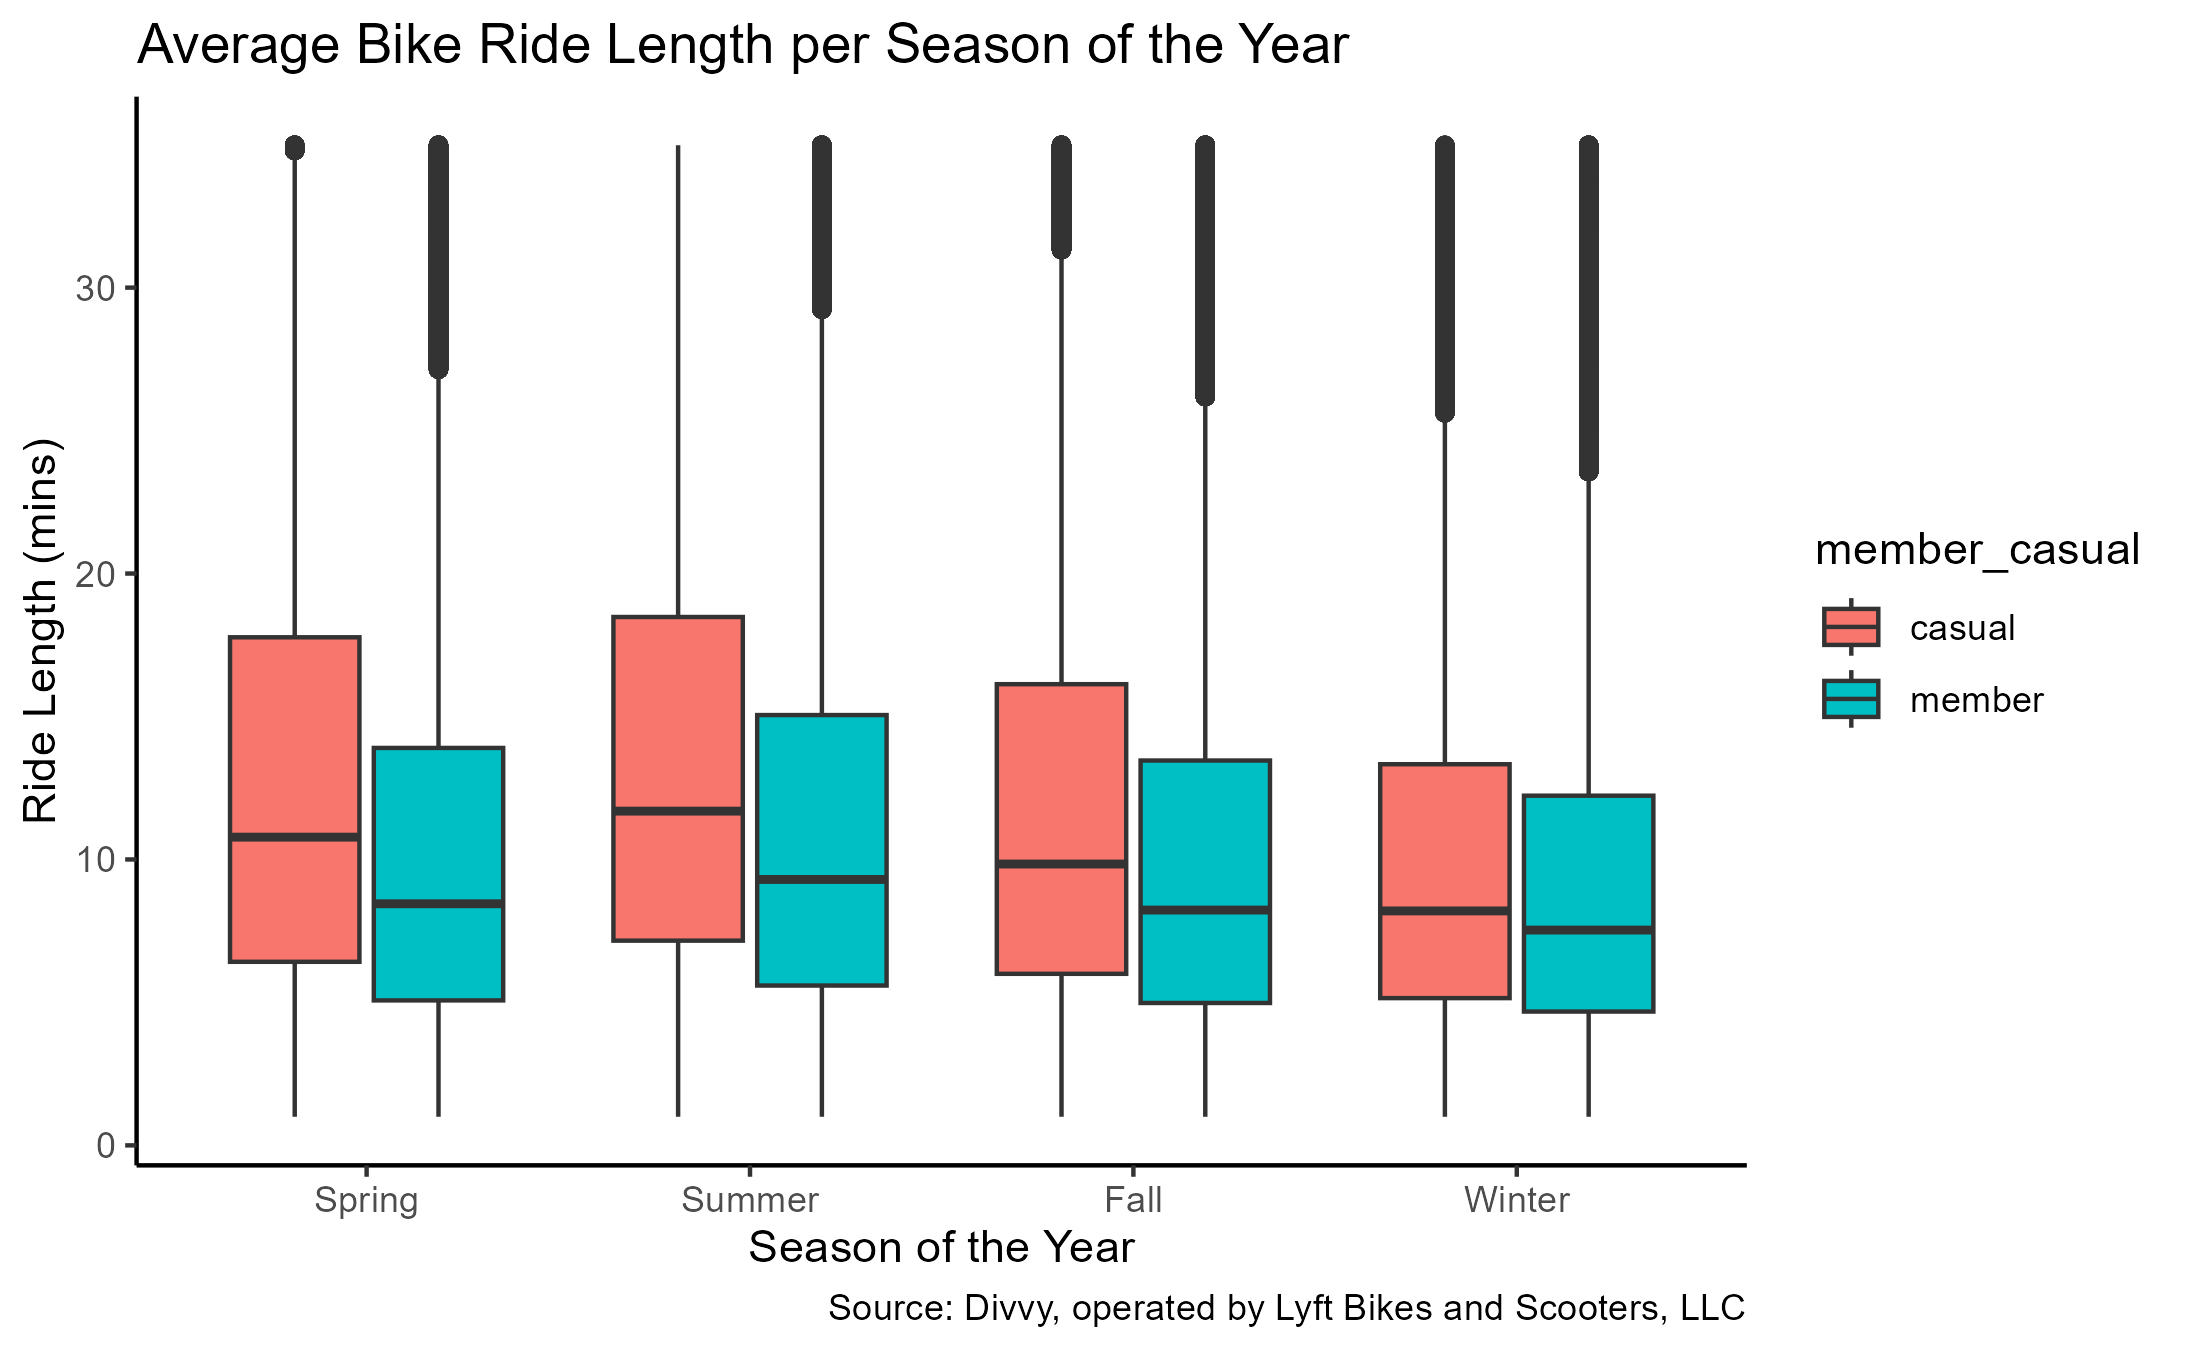 Average Bike Ride Length per Season of the Year
Ride Length (mins)
30
20
10
0
Spring Summer Fall Winter
Season of the Year
Source: Divvy, operated by Lyft Bikes and Scooters, LLC
member_casual
casual
member